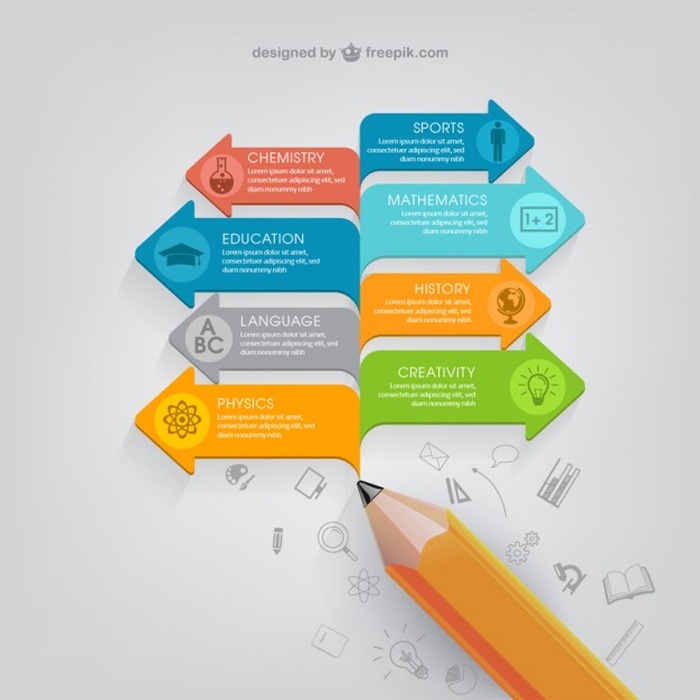 designed by freepik.com
SPORTS
Lorem ipsum dolor sit amet,
consectetuer adipiscing elit, sed
diam nonummy nibh
CHEMISTRY
Lorem ipsum dolor sit amet,
consectetuer adipiscing elit, sed
diam nonummy nibh
MATHEMATICS
Lorem ipsum dolor sit amet,
consectetuer adipiscing elit, sed
diam nonummy nibh
1+ 2
EDUCATION
Lorem ipsum dolor sit amet,
consectetuer adipiscing elit, sed
diam nonummy nibh
HISTORY
Lorem ipsum dolor sit amet,
consectetuer adipiscing elit, sed
diam nonummy nibh
A
BC
LANGUAGE
Lorem ipsum dolor sit amet,
consectetuer adipiscing elit, sed
diam nonummy nibh
CREATIVITY
Lorem ipsum dolor sit amet,
consectetuer adipiscing elit, sed
diam nonummy nibh
PHYSICS
Lorem ipsum dolor sit amet,
consectetuer adipiscing elit, sed
diam nonummy nibh